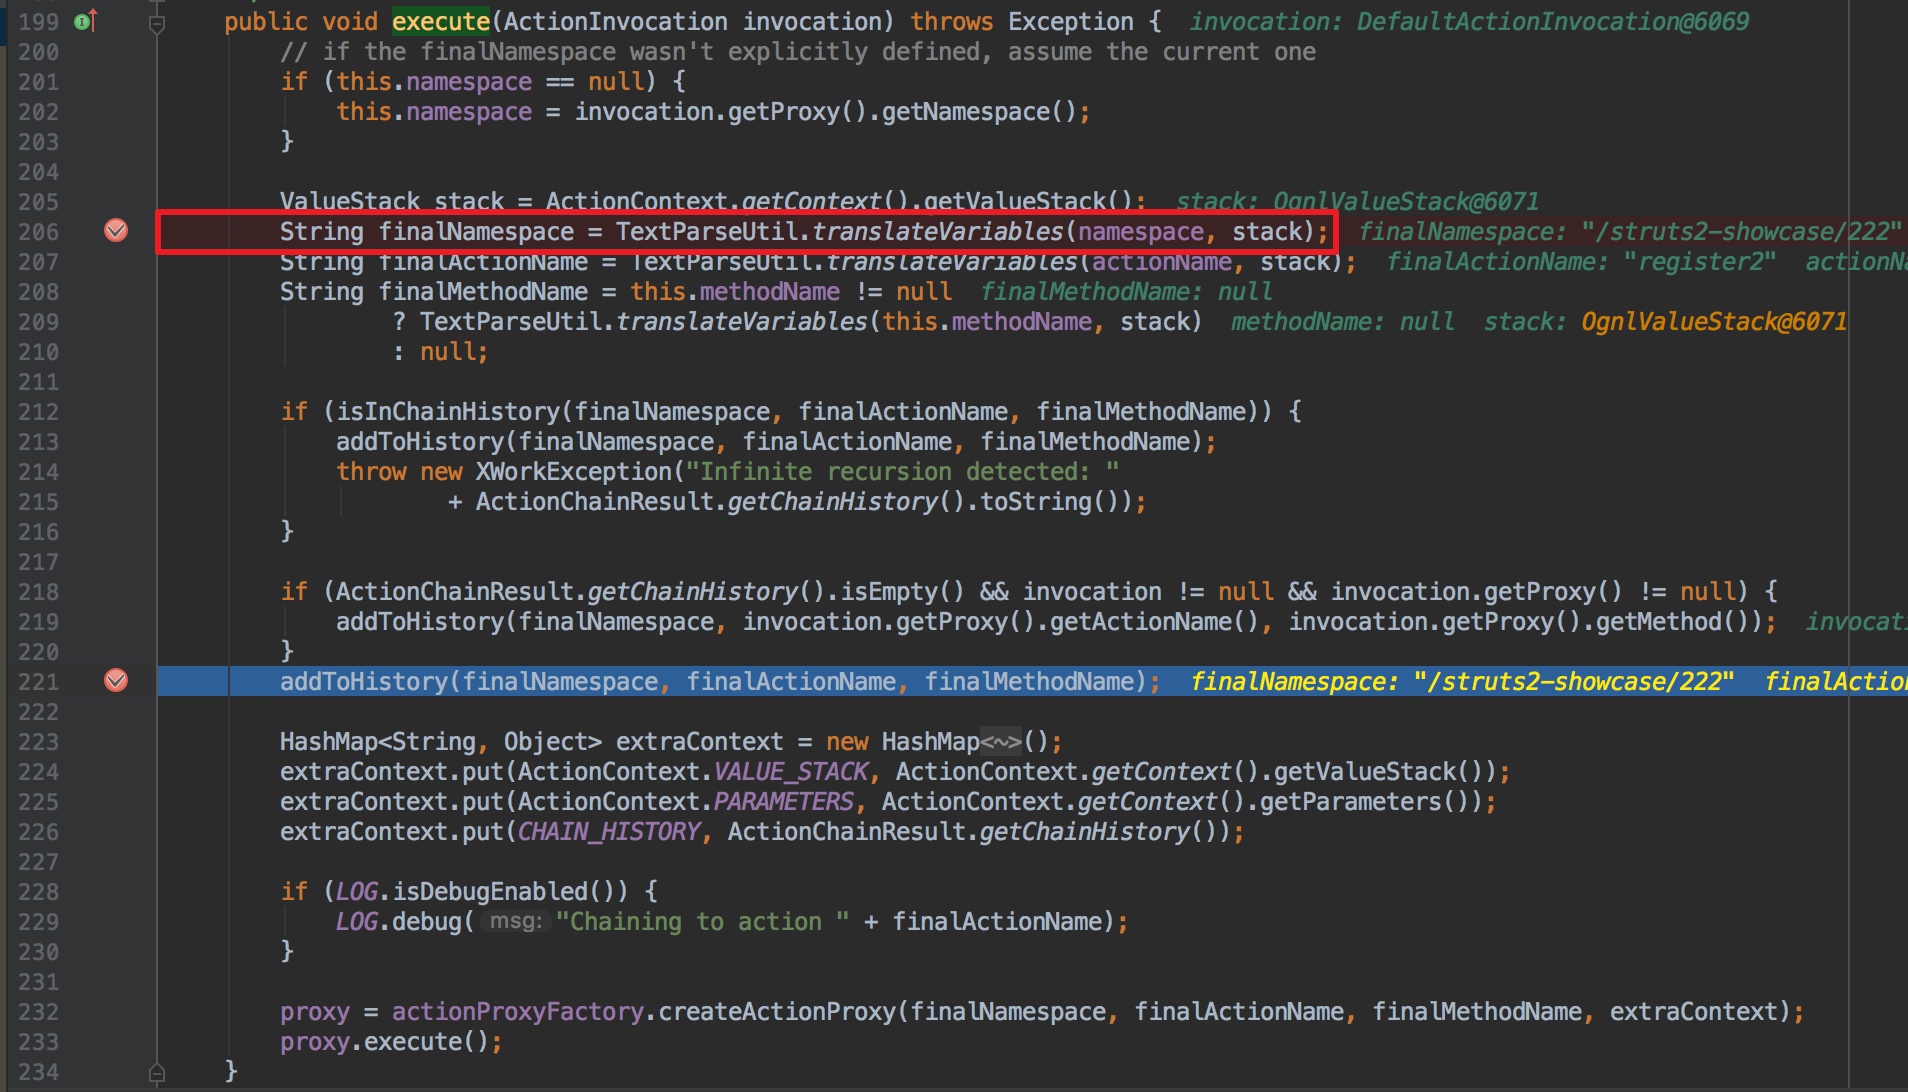 199 public void execute(ActionInvocation invocation) throws Exception { invocation: DefaultActionInvocation@6069
200 // if the finalNamespace wasn't explicitly defined, assume the current one
201 if (this.namespace == null) {
202 this.namespace = invocation.getProxy().getNamespace();
203 }
204
205 ValueStack stack = ActionContext.getContext().getValueStack(); stack: OgnlValueStack@6071
206 String finalNamespace = TextParseUtil.translateVariables(namespace, stack); finalNamespace: "/struts2-showcase/222"
207 String finalActionName = TextParseUtil.translateVariables(actionName, stack); finalActionName: "register2" actionNa
208 String finalMethodName = this.methodName != null finalMethodName: null
209 ? TextParseUtil.translateVariables(this.methodName, stack) methodName: null stack: OgnlValueStack@6071
210 : null;
211
212 if (isInChainHistory(finalNamespace, finalActionName, finalMethodName)) {
213 addToHistory(finalNamespace, finalActionName, finalMethodName);
214 throw new XWorkException("Infinite recursion detected: "
215 + ActionChainResult.getChainHistory().toString());
216 }
217
218 if (ActionChainResult.getChainHistory().isEmpty() && invocation != null && invocation.getProxy() != null) {
219 addToHistory(finalNamespace, invocation.getProxy().getActionName(), invocation.getProxy().getMethod()); invocati
220 }
221 addToHistory(finalNamespace, finalActionName, finalMethodName); finalNamespace: "/struts2-showcase/222" finalAction
222
223 HashMap<String, Object> extraContext = new HashMap<~>();
224 extraContext.put(ActionContext.VALUE_STACK, ActionContext.getContext().getValueStack());
225 extraContext.put(ActionContext.PARAMETERS, ActionContext.getContext().getParameters());
226 extraContext.put(CHAIN_HISTORY, ActionChainResult.getChainHistory());
227
228 if (LOG.isDebugEnabled()) {
229 LOG.debug( msg: "Chaining to action " + finalActionName);
230 }
231
232 proxy = actionProxyFactory.createActionProxy(finalNamespace, finalActionName, finalMethodName, extraContext);
233 proxy.execute();
234 }